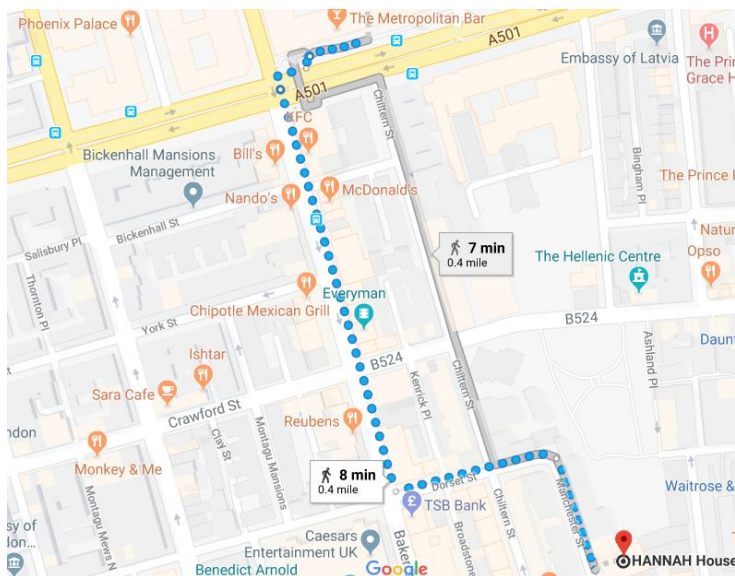 Phoenix Palace
The Metropolitan Bar
A501
Embassy of Latvia
The Prin
Grace H
A501
Chiltern St
KFC
Bill's
Bickenhall Mansions
Management
McDonald's
Nando's
Bingham Pl
The Prince R
Bickenhall St
Salisbury Pl
7 min
0.4 mile
Natur
Opso
The Hellenic Centre
Thornton Pl
Everyman
Chipotle Mexican Grill
York St
B524
Ishtar
B524
Chiltern St
Ashland Pl
Daunt
Sara Cafe
Kenrick Pl
Crawford St
Reubens
ndon
Monkey & Me
Clay St
Montagu Mansions
8 min
0.4 mile
Dorset St
Manchester St
Waitrose &
TSB Bank
Montagu Mews N
Baker
Broadstone
Chiltern St
sy of
on...
Caesars
Entertainment UK
HANNAH House
Benedict Arnold
Google